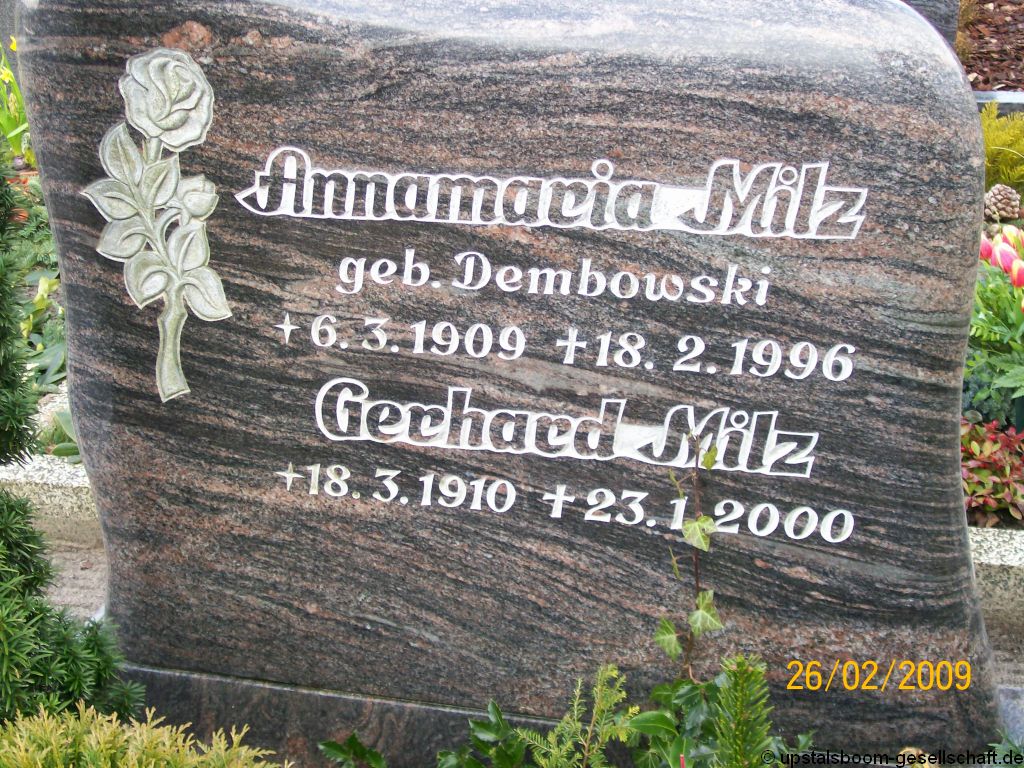 Annamaria Milz
geb. Dembowski
6. 3. 1909 †18. 2. 1996
Gerhard Milz
18. 3. 1910 †23. 1. 2000
26/02/2009
© upstalsboom-gesellschaft.de